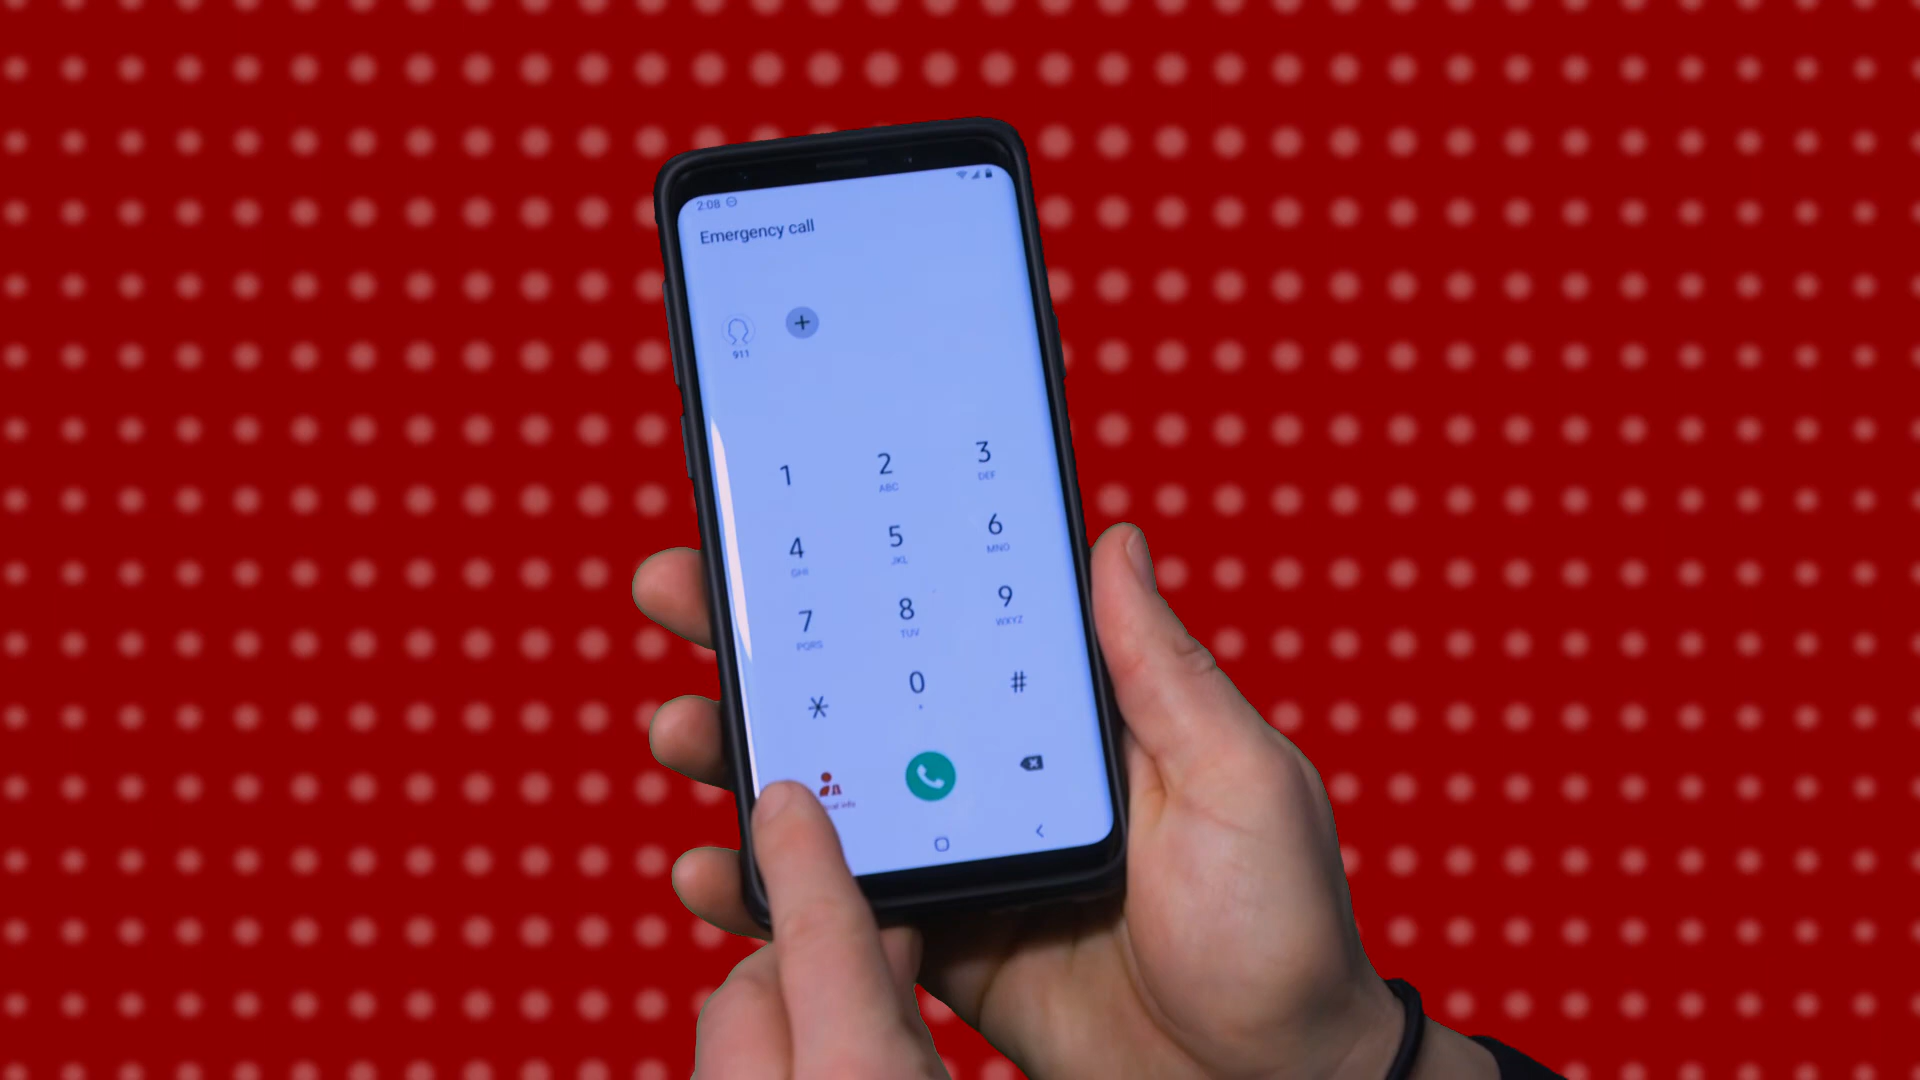 2:08
Emergency call
911
1 2 3
ABC DEF
4 5 6
GHI JKL MNO
7 8 9
PQRS TUV WXYZ
* 0 #
info